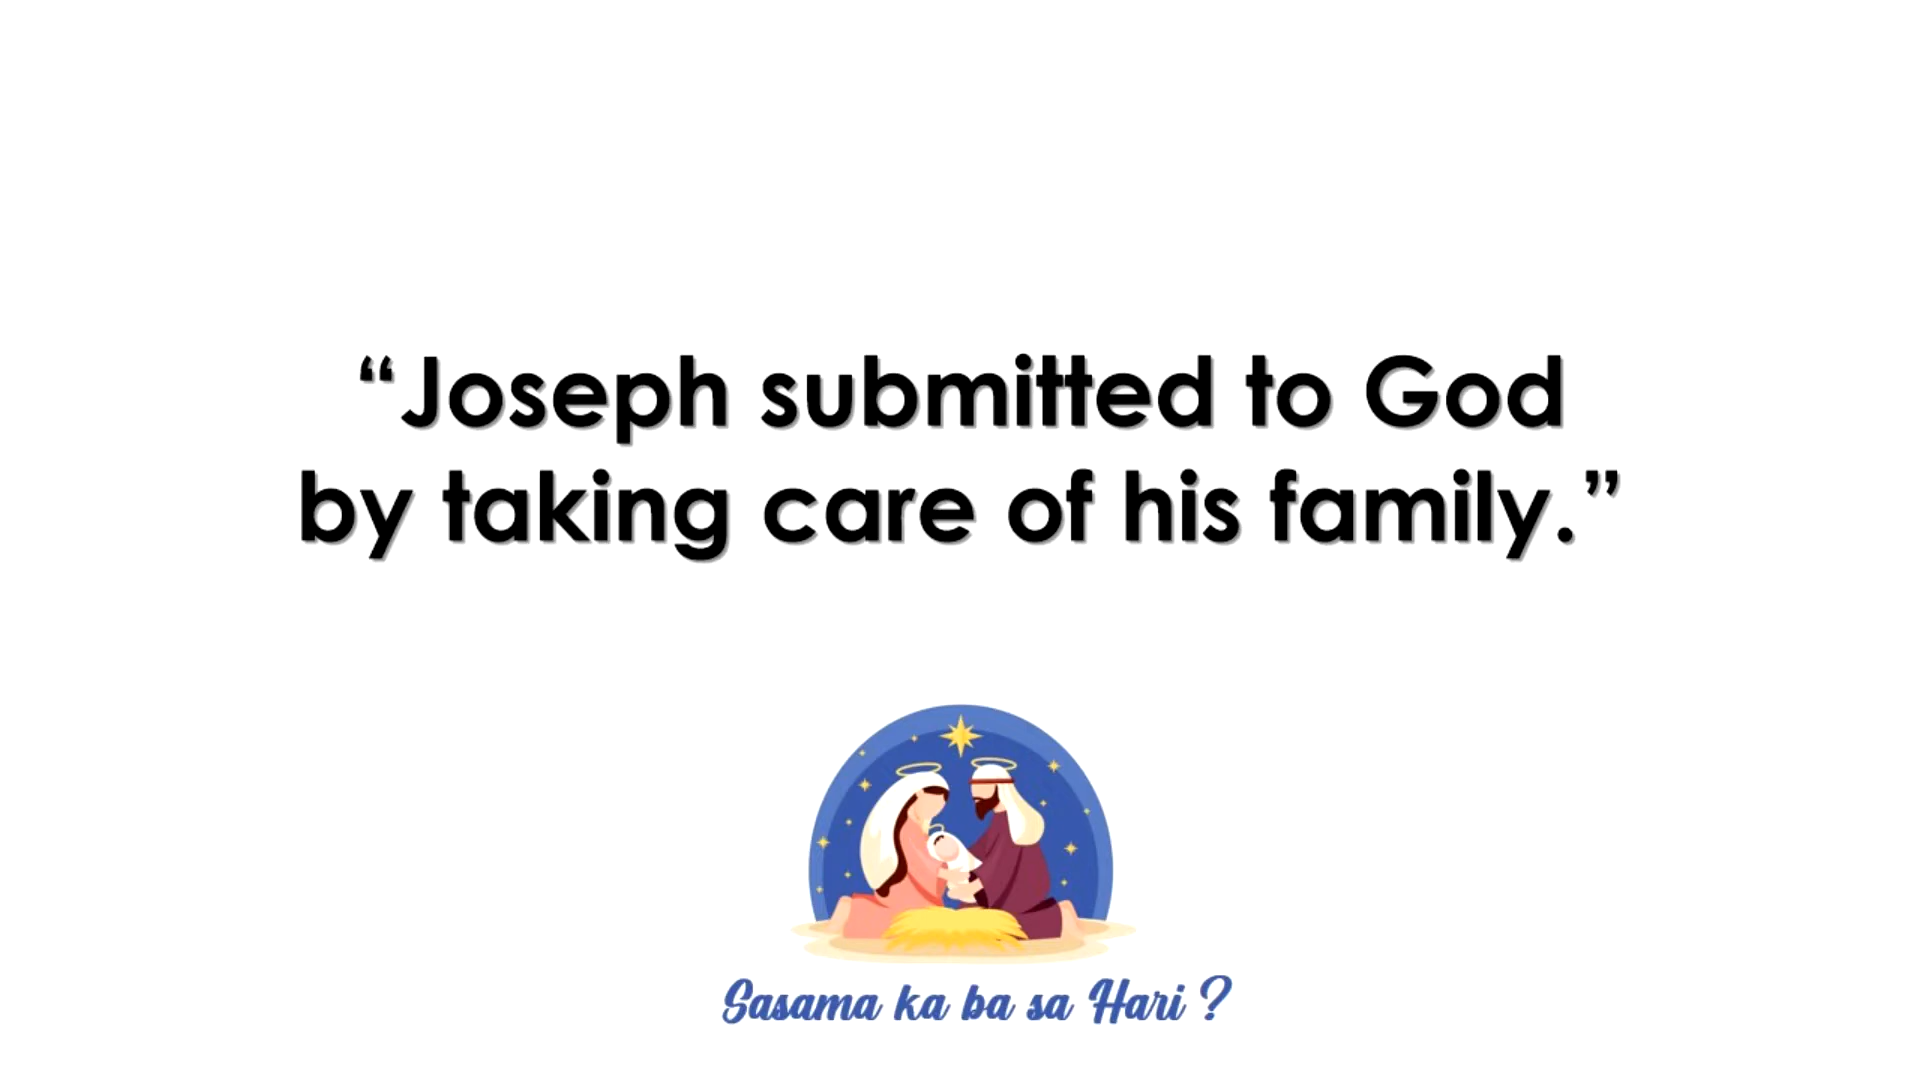 “Joseph submitted to God
by taking care of his family.”
Sasama ka ba sa Hari ?